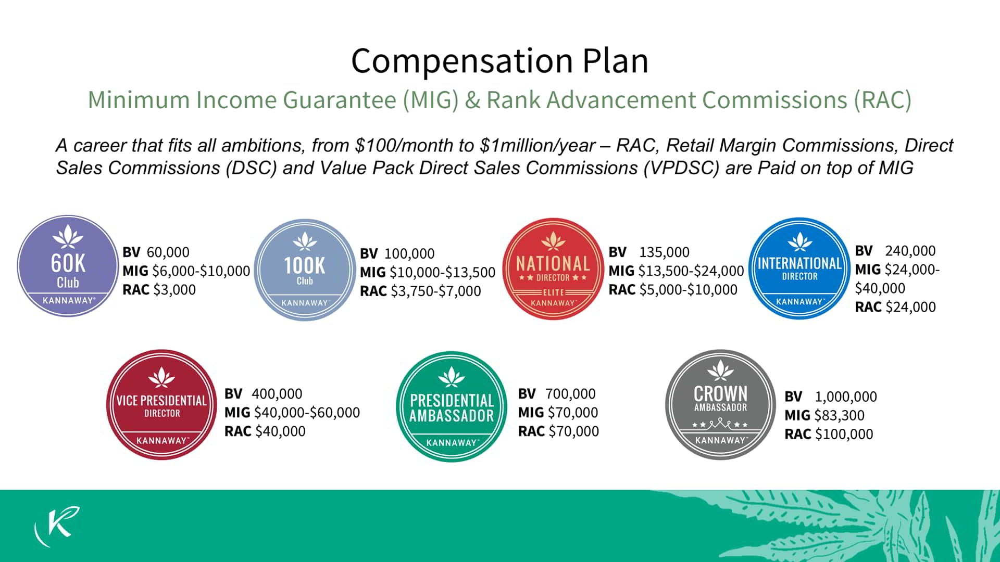 Compensation Plan
Minimum Income Guarantee (MIG) & Rank Advancement Commissions (RAC)
A career that fits all ambitions, from $100/month to $1million/year – RAC, Retail Margin Commissions, Direct
Sales Commissions (DSC) and Value Pack Direct Sales Commissions (VPDSC) are Paid on top of MIG
60K
Club
KANNAWAY®
BV 60,000
MIG $6,000-$10,000
RAC $3,000
100K
Club
KANNAWAY™
BV 100,000
MIG $10,000-$13,500
RAC $3,750-$7,000
NATIONAL
DIRECTOR
ELITE
KANNAWAY™
BV 135,000
MIG $13,500-$24,000
RAC $5,000-$10,000
INTERNATIONAL
DIRECTOR
KANNAWAY™
BV 240,000
MIG $24,000-
$40,000
RAC $24,000
VICE PRESIDENTIAL
DIRECTOR
KANNAWAY™
BV 400,000
MIG $40,000-$60,000
RAC $40,000
PRESIDENTIAL
AMBASSADOR
KANNAWAY™
BV 700,000
MIG $70,000
RAC $70,000
CROWN
AMBASSADOR
KANNAWAY™
BV 1,000,000
MIG $83,300
RAC $100,000
K